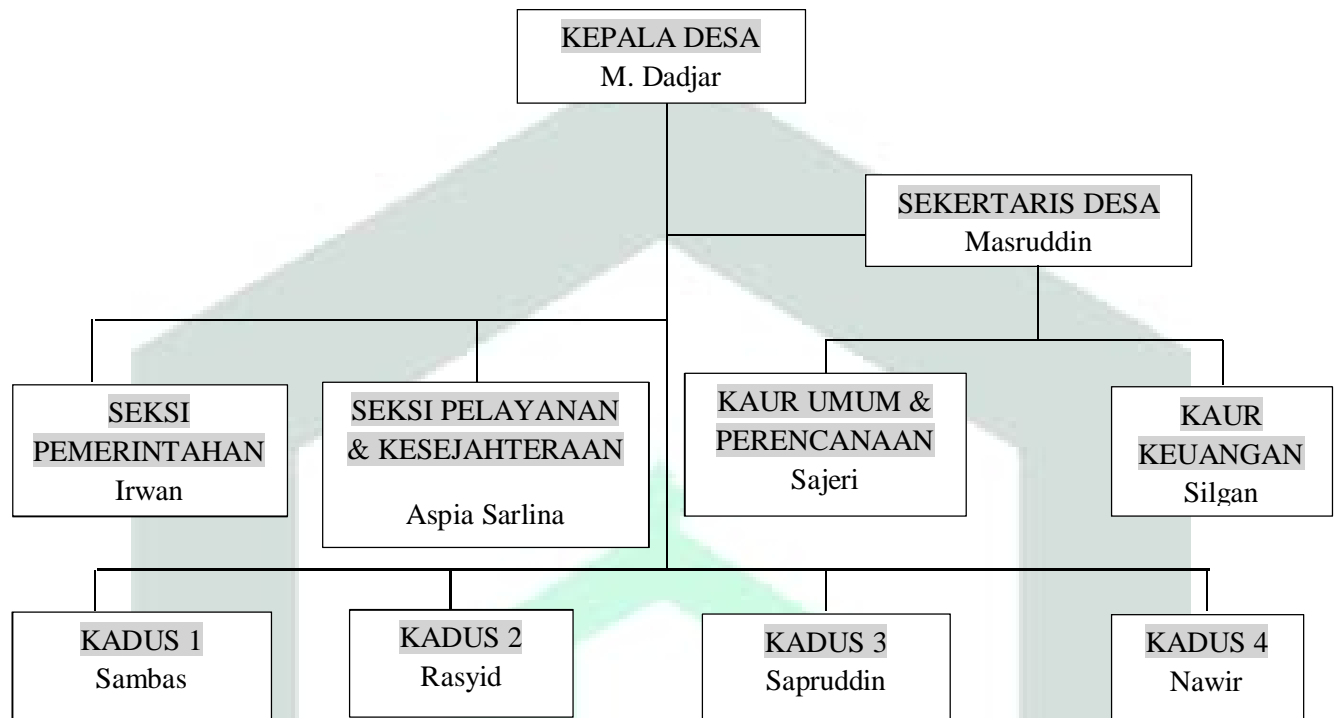 KEPALA DESA
M. Dadjar
SEKERTARIS DESA
Masruddin
SEKSI
PEMERINTAHAN
Irwan
SEKSI PELAYANAN
& KESEJAHTERAAN
Aspia Sarlina
KAUR UMUM &
PERENCANAAN
Sajeri
KAUR
KEUANGAN
Silgan
KADUS 1
Sambas
KADUS 2
Rasyid
KADUS 3
Sapruddin
KADUS 4
Nawir